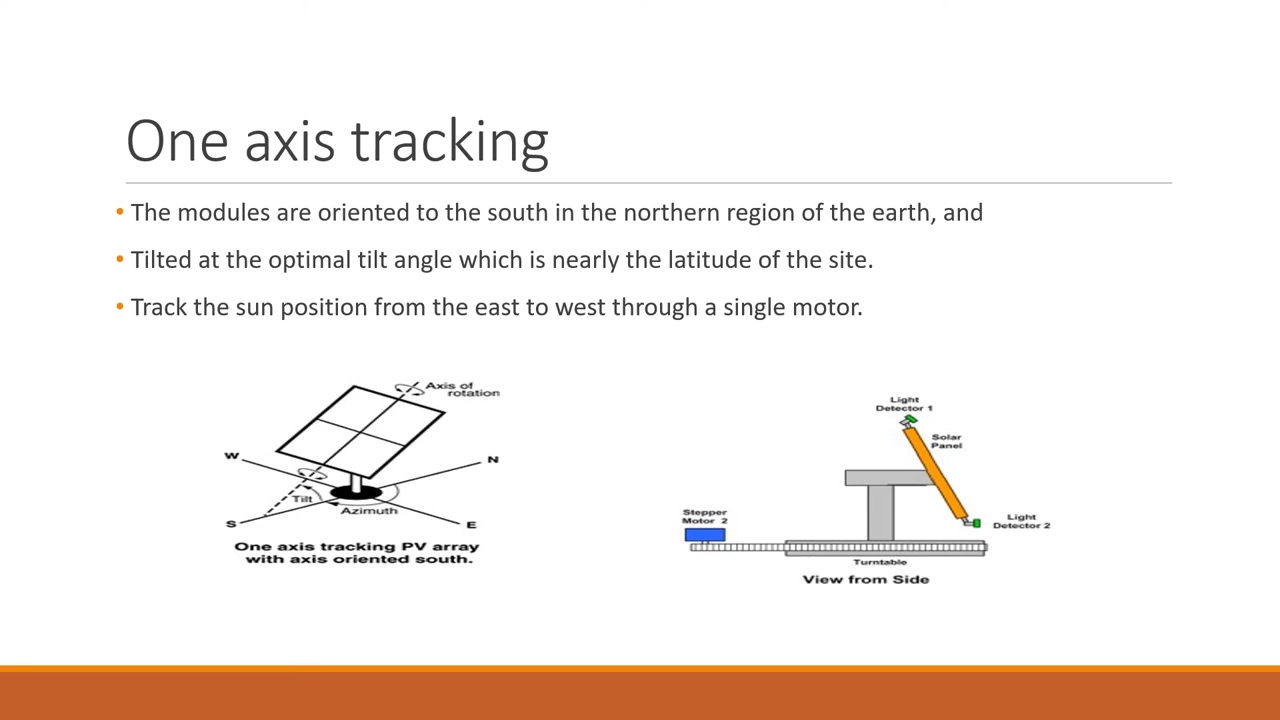 One axis tracking
• The modules are oriented to the south in the northern region of the earth, and
• Tilted at the optimal tilt angle which is nearly the latitude of the site.
• Track the sun position from the east to west through a single motor.
Axis of
rotation
W
N
Tilt
Azimuth
S
E
One axis tracking PV array
with axis oriented south.
Light
Detector 1
Solar
Panel
Stepper
Motor 2
Light
Detector 2
Turntable
View from Side